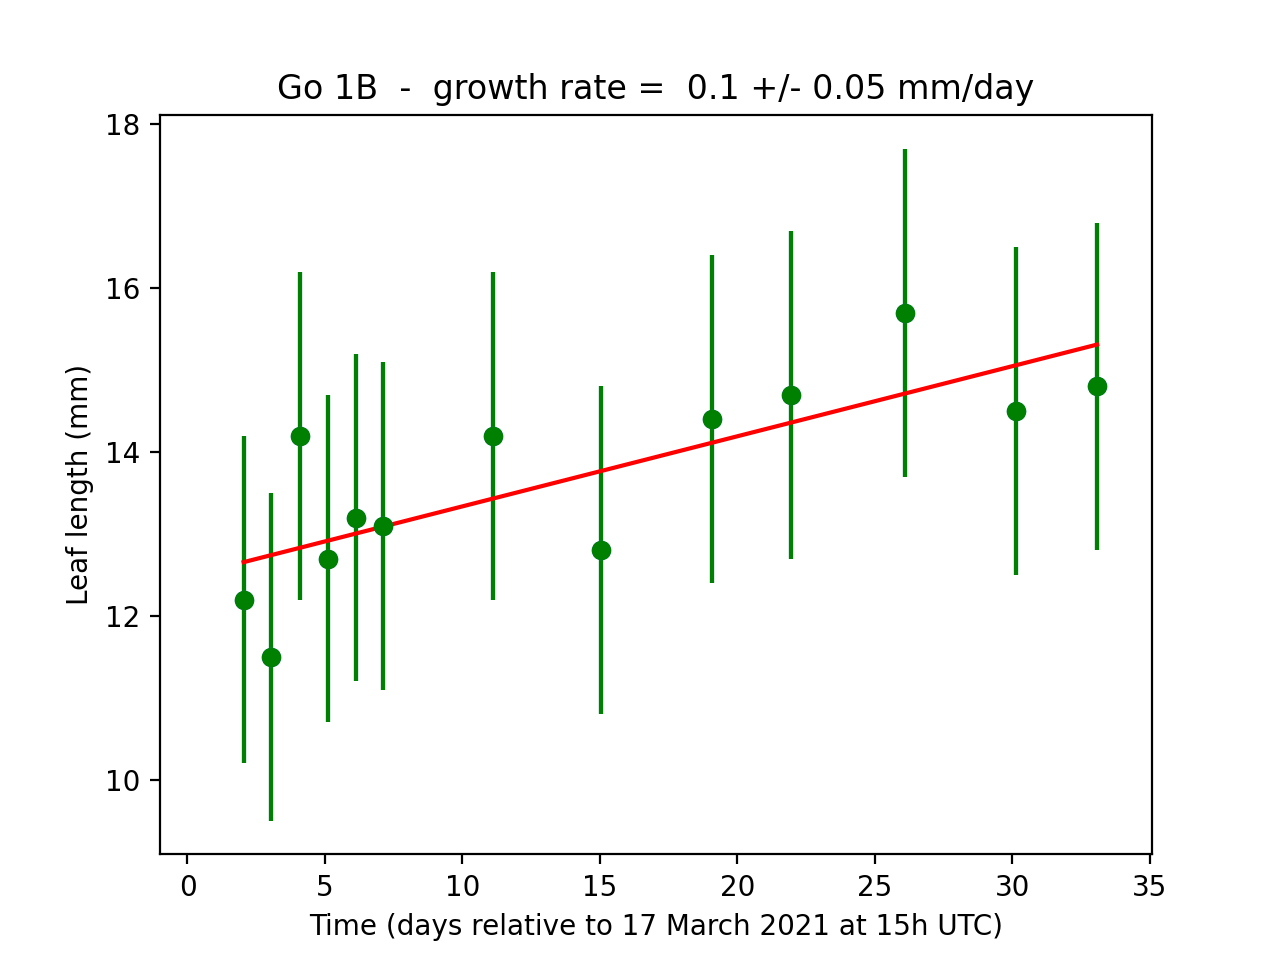 Go 1B  -  growth rate =  0.1 +/- 0.05 mm/day
18
16
14
12
10
Leaf length (mm)
0 5 10 15 20 25 30 35
Time (days relative to 17 March 2021 at 15h UTC)